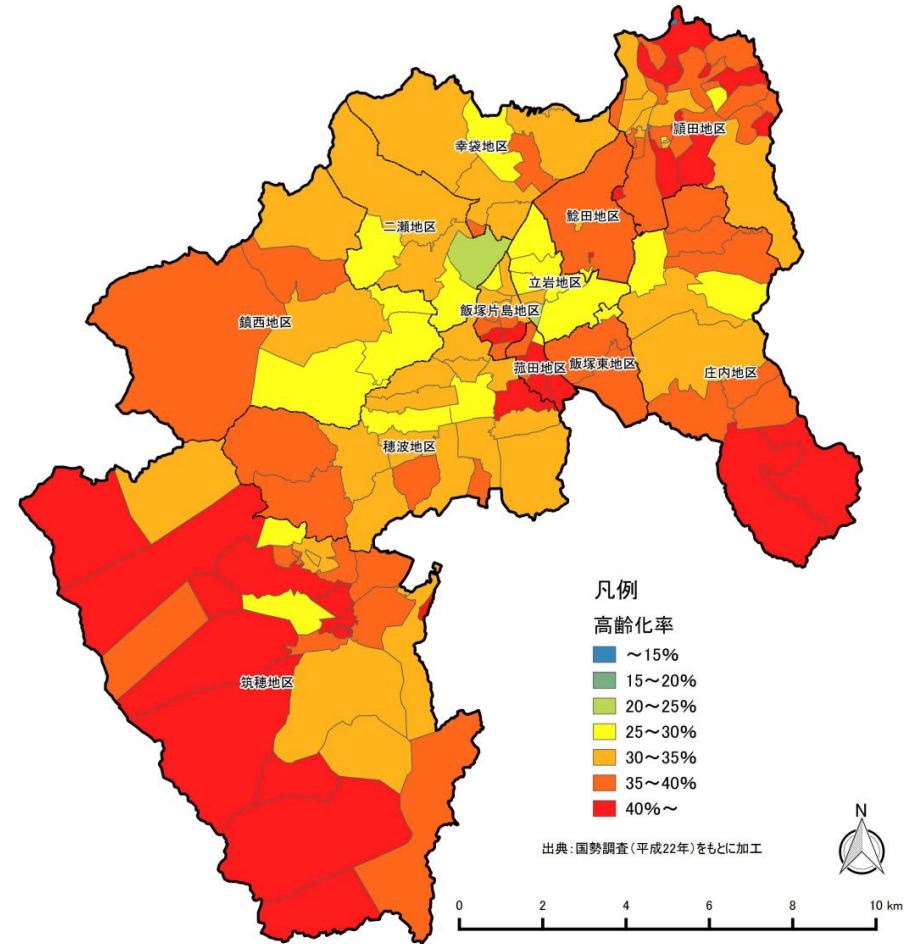 頴田地区
幸袋地区
鯰田地区
二瀬地区
立岩地区
飯塚片島地区
鎮西地区
菰田地区
飯塚東地区
庄内地区
穂波地区
筑穂地区
凡例
高齢化率
～15%
15～20%
20～25%
25～30%
30～35%
35～40%
40%～
出典：国勢調査（平成22年）をもとに加工
N
0 2 4 6 8 10 km